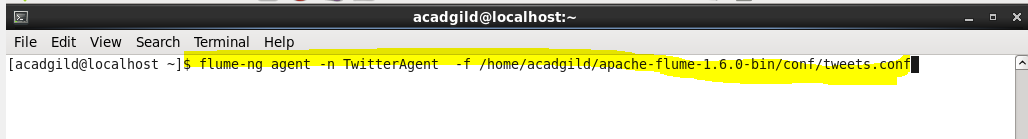 acadgild@localhost:~
File Edit View Search Terminal Help
[acadgild@localhost ~]$ flume-ng agent -n TwitterAgent  -f /home/acadgild/apache-flume-1.6.0-bin/conf/tweets.conf